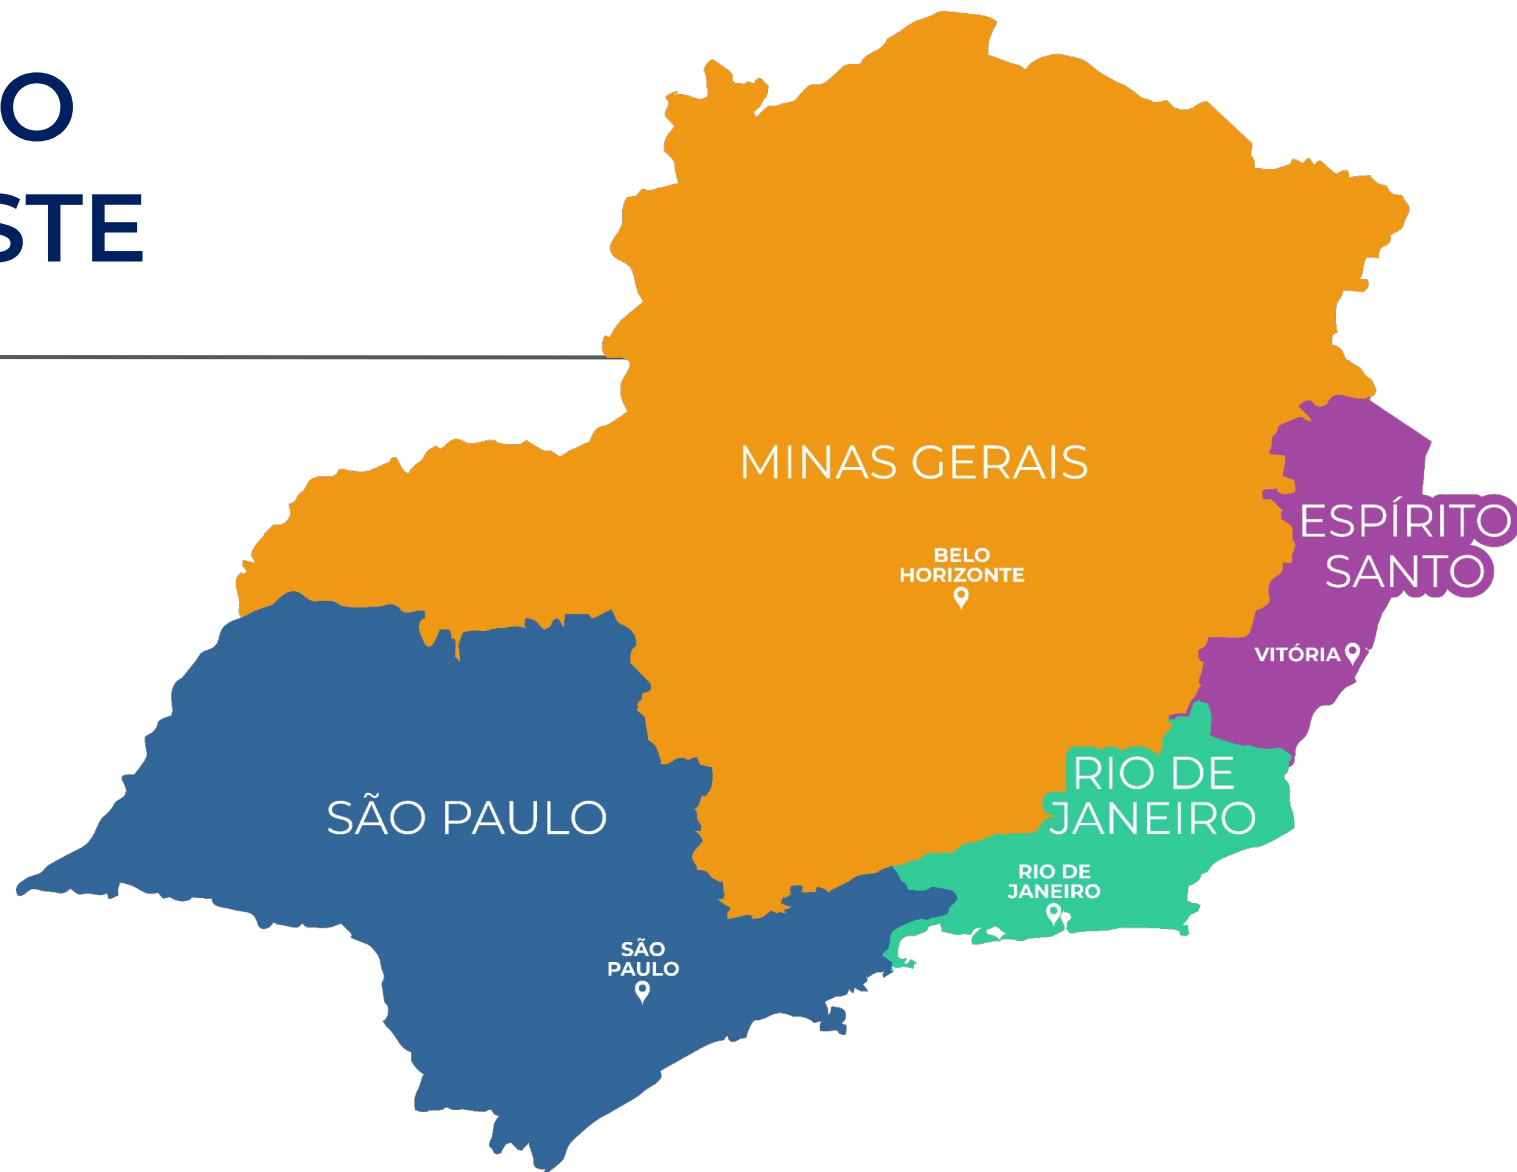 O
STE
MINAS GERAIS
BELO
HORIZONTE
ESPÍRITO
SANTO
VITÓRIA
RIO DE
JANEIRO
RIO DE
JANEIRO
SÃO PAULO
SÃO
PAULO